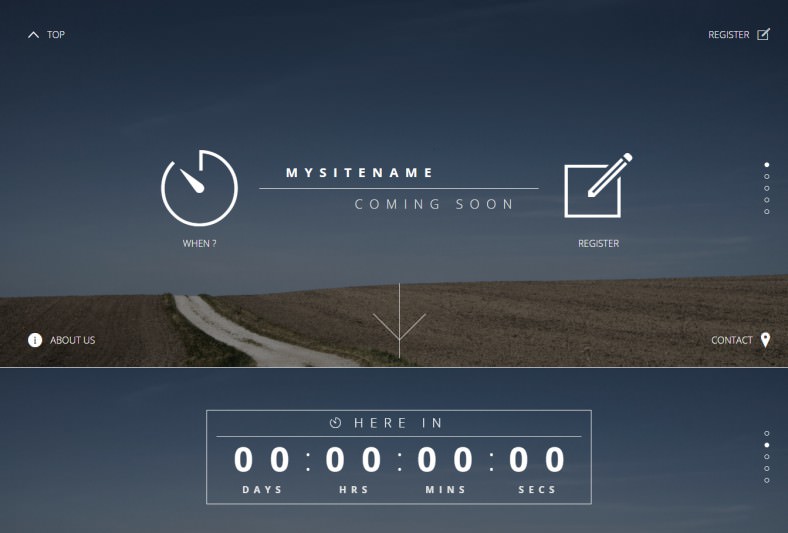 TOP
REGISTER
MYSITENAME
COMING SOON
WHEN ?
REGISTER
ABOUT US
CONTACT
HERE IN
00 : 00 : 00 : 00
DAYS HRS MINS SECS